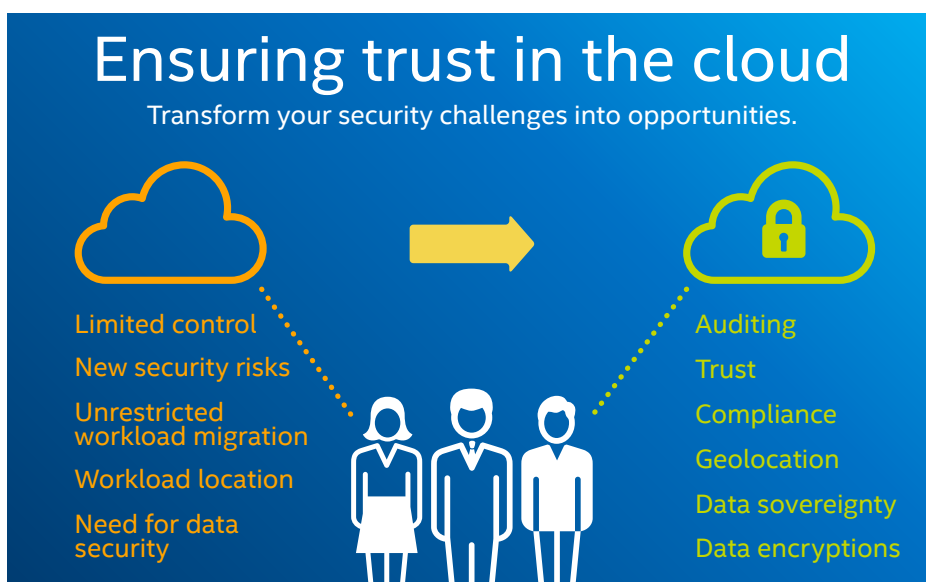 Ensuring trust in the cloud
Transform your security challenges into opportunities.
Limited control
New security risks
Unrestricted
workload migration
Workload location
Need for data
security
Auditing
Trust
Compliance
Geolocation
Data sovereignty
Data encryptions